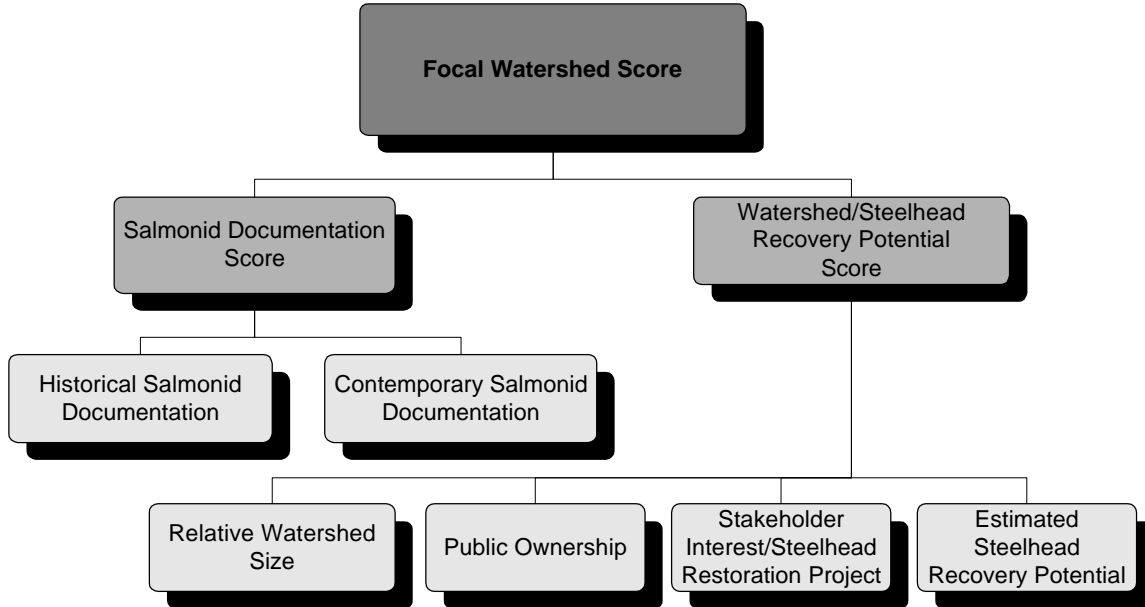 Focal Watershed Score
Salmonid Documentation
Score
Watershed/Steelhead
Recovery Potential
Score
Historical Salmonid
Documentation
Contemporary Salmonid
Documentation
Relative Watershed
Size
Public Ownership
Stakeholder
Interest/Steelhead
Restoration Project
Estimated
Steelhead
Recovery Potential